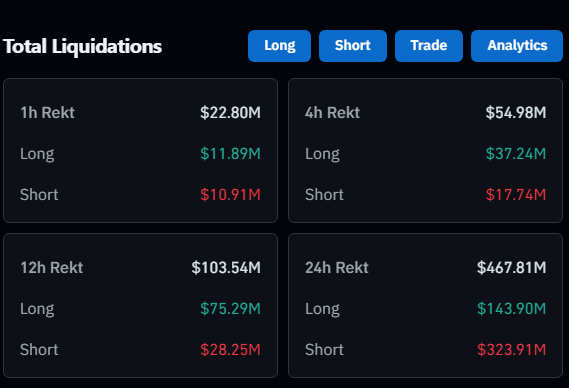 Total Liquidations Long Short Trade Analytics
1h Rekt $22.80M
Long $11.89M
Short $10.91M
4h Rekt $54.98M
Long $37.24M
Short $17.74M
12h Rekt $103.54M
Long $75.29M
Short $28.25M
24h Rekt $467.81M
Long $143.90M
Short $323.91M